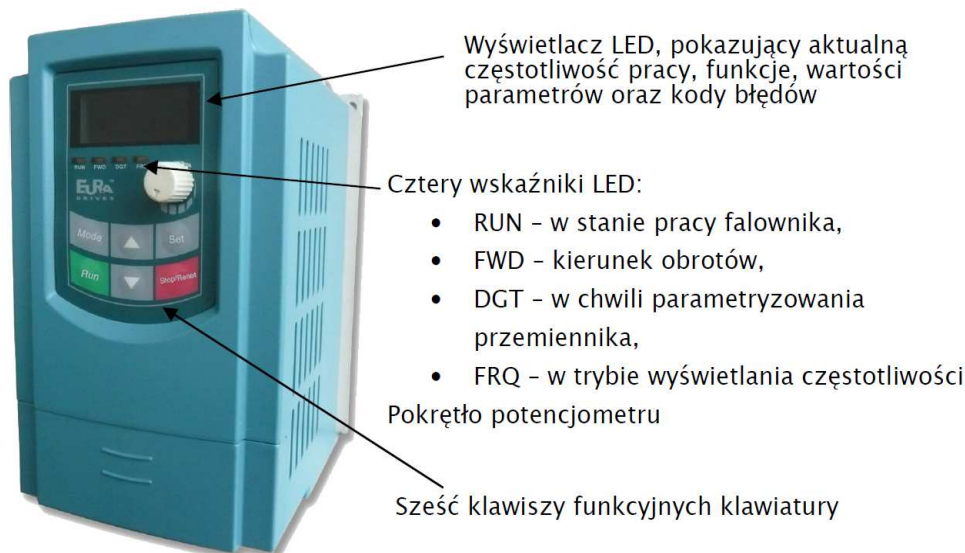 Wyświetlacz LED, pokazujący aktualną
częstotliwość pracy, funkcje, wartości
parametrów oraz kody błędów
RUN FWD DGT FRQ
EURA
DRIVES
Mode Set
Run Stop/Reset
Cztery wskaźniki LED:
• RUN – w stanie pracy falownika,
• FWD – kierunek obrotów,
• DGT – w chwili parametryzowania
przemiennika,
• FRQ – w trybie wyświetlania częstotliwości
Pokrętło potencjometru
Sześć klawiszy funkcyjnych klawiatury